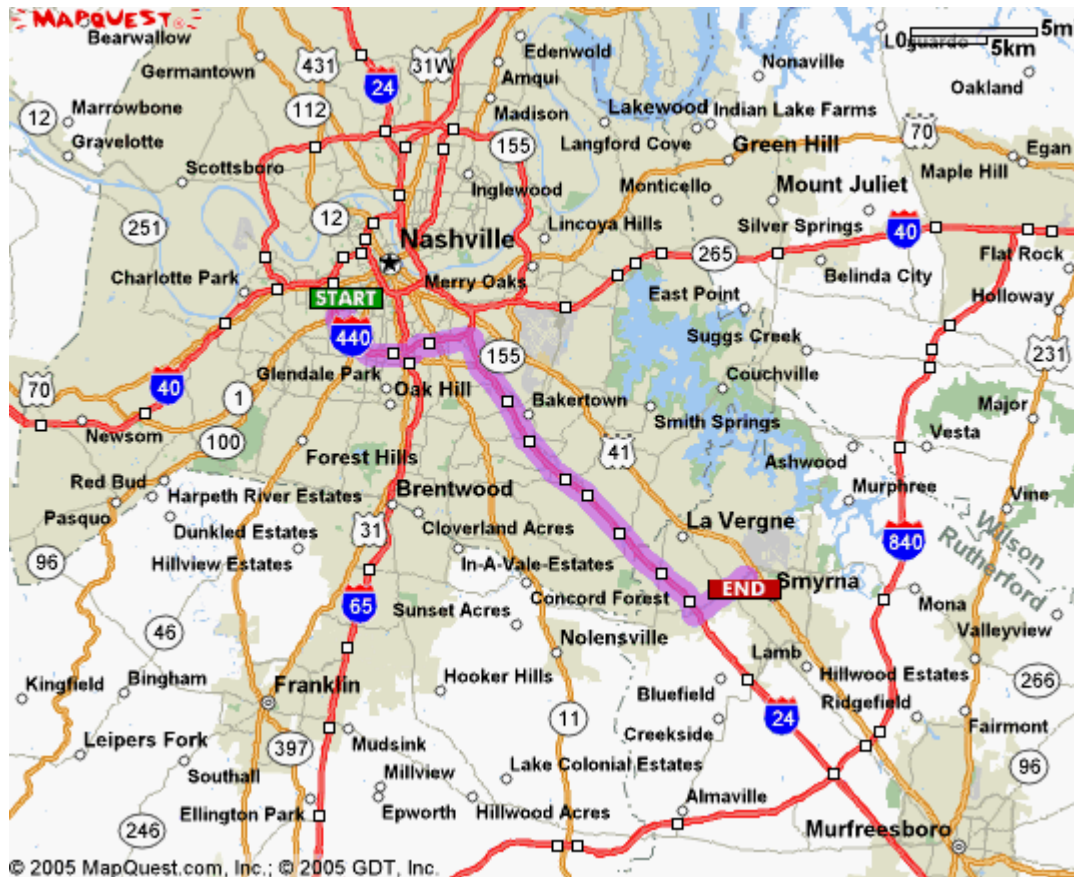 MAPQUEST
Bearwallow
Germantown
431
31W
Edenwold
Amqui
24
112
Madison
Nonaville
5m
5km
Oakland
12
Marrowbone
Gravelotte
Scottsboro
155
Lakewood
Indian Lake Farms
Langford Cove
70
Green Hill
Egan
Maple Hill
Inglewood
Monticello
Mount Juliet
12
251
Nashville
Lincoya Hills
Silver Springs
40
265
Flat Rock
Charlotte Park
Merry Oaks
Belinda City
START
East Point
Holloway
440
155
Suggs Creek
231
Glendale Park
70
40
1
Oak Hill
Couchville
Newsom
100
Bakertown
Smith Springs
Major
41
Vesta
Forest Hills
Ashwood
Red Bud
Harpeth River Estates
Brentwood
Murphree
Vine
Pasquo
Dunkled Estates
31
Cloverland Acres
La Vergne
96
Hillview Estates
In-A-Vale-Estates
840
Wilson
Rutherford
END
Smyrna
65
Sunset Acres
Concord Forest
Mona
46
Nolensville
Valleyview
Lamb
Kingfield
Bingham
Franklin
Hooker Hills
Bluefield
Hillwood Estates
266
Ridgefield
11
24
Fairmont
Leipers Fork
397
Mudsink
Creekside
96
Southall
Millview
Lake Colonial Estates
Ellington Park
Epworth
Hillwood Acres
Almaville
246
Murfreesboro
© 2005 MapQuest.com, Inc.; © 2005 GDT, Inc.